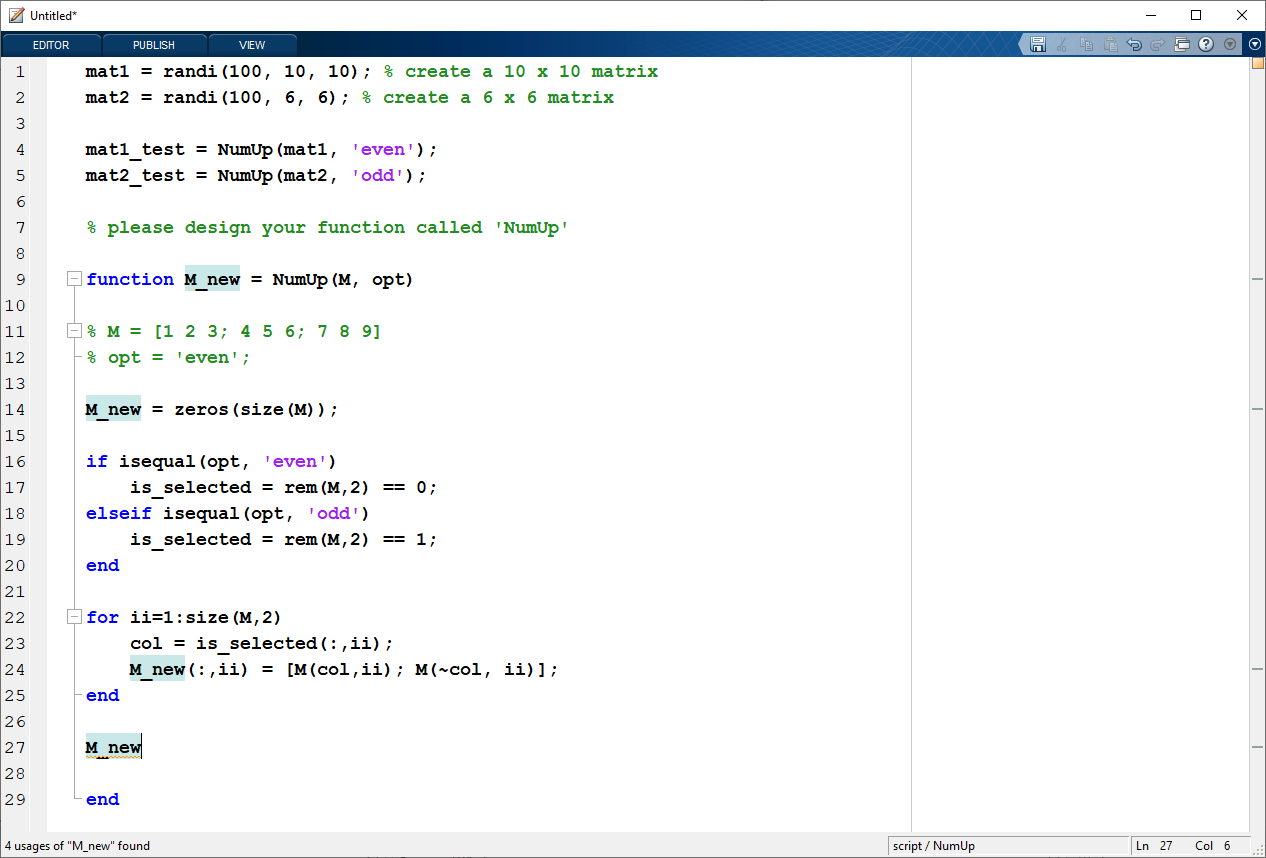 Untitled*
EDITOR PUBLISH VIEW
1 mat1 = randi(100, 10, 10); % create a 10 x 10 matrix
2 mat2 = randi(100, 6, 6); % create a 6 x 6 matrix
3
4 mat1_test = NumUp(mat1, 'even');
5 mat2_test = NumUp(mat2, 'odd');
6
7 % please design your function called 'NumUp'
8
9 function M_new = NumUp(M, opt)
10
11 % M = [1 2 3; 4 5 6; 7 8 9]
12 % opt = 'even';
13
14 M_new = zeros(size(M));
15
16 if isequal(opt, 'even')
17     is_selected = rem(M,2) == 0;
18 elseif isequal(opt, 'odd')
19     is_selected = rem(M,2) == 1;
20 end
21
22 for ii=1:size(M,2)
23     col = is_selected(:,ii);
24     M_new(:,ii) = [M(col,ii); M(~col, ii)];
25 end
26
27 M_new
28
29 end
4 usages of "M_new" found script / NumUp Ln 27 Col 6